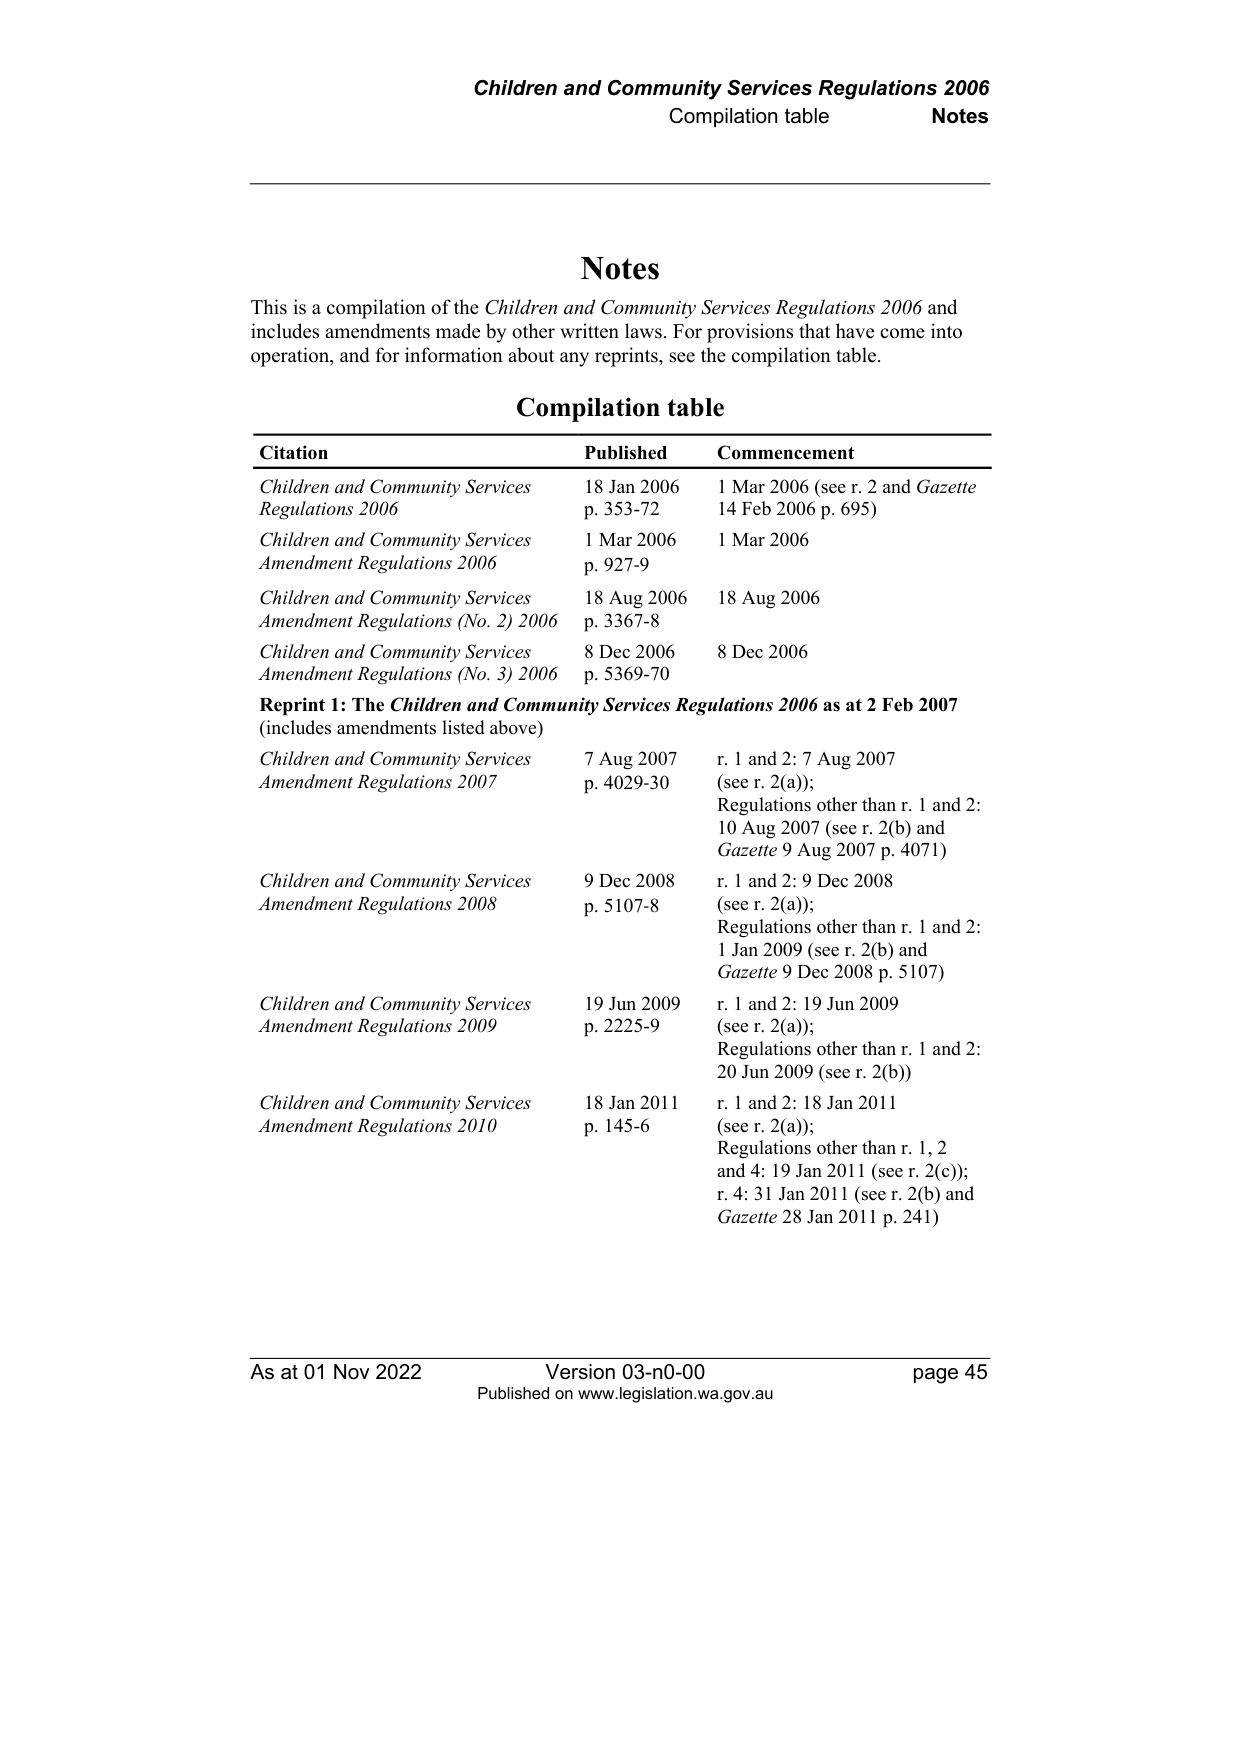 Children and Community Services Regulations 2006
Compilation table Notes
Notes
This is a compilation of the Children and Community Services Regulations 2006 and
includes amendments made by other written laws. For provisions that have come into
operation, and for information about any reprints, see the compilation table.
Compilation table
Citation Published Commencement
Children and Community Services 18 Jan 2006 1 Mar 2006 (see r. 2 and Gazette
Regulations 2006 p. 353-72 14 Feb 2006 p. 695)
Children and Community Services 1 Mar 2006 1 Mar 2006
Amendment Regulations 2006 p. 927-9
Children and Community Services 18 Aug 2006 18 Aug 2006
Amendment Regulations (No. 2) 2006 p. 3367-8
Children and Community Services 8 Dec 2006 8 Dec 2006
Amendment Regulations (No. 3) 2006 p. 5369-70
Reprint 1: The Children and Community Services Regulations 2006 as at 2 Feb 2007
(includes amendments listed above)
Children and Community Services 7 Aug 2007 r. 1 and 2: 7 Aug 2007
Amendment Regulations 2007 p. 4029-30 (see r. 2(a));
Regulations other than r. 1 and 2:
10 Aug 2007 (see r. 2(b) and
Gazette 9 Aug 2007 p. 4071)
Children and Community Services 9 Dec 2008 r. 1 and 2: 9 Dec 2008
Amendment Regulations 2008 p. 5107-8 (see r. 2(a));
Regulations other than r. 1 and 2:
1 Jan 2009 (see r. 2(b) and
Gazette 9 Dec 2008 p. 5107)
Children and Community Services 19 Jun 2009 r. 1 and 2: 19 Jun 2009
Amendment Regulations 2009 p. 2225-9 (see r. 2(a));
Regulations other than r. 1 and 2:
20 Jun 2009 (see r. 2(b))
Children and Community Services 18 Jan 2011 r. 1 and 2: 18 Jan 2011
Amendment Regulations 2010 p. 145-6 (see r. 2(a));
Regulations other than r. 1, 2
and 4: 19 Jan 2011 (see r. 2(c));
r. 4: 31 Jan 2011 (see r. 2(b) and
Gazette 28 Jan 2011 p. 241)
As at 01 Nov 2022 Version 03-n0-00 page 45
Published on www.legislation.wa.gov.au